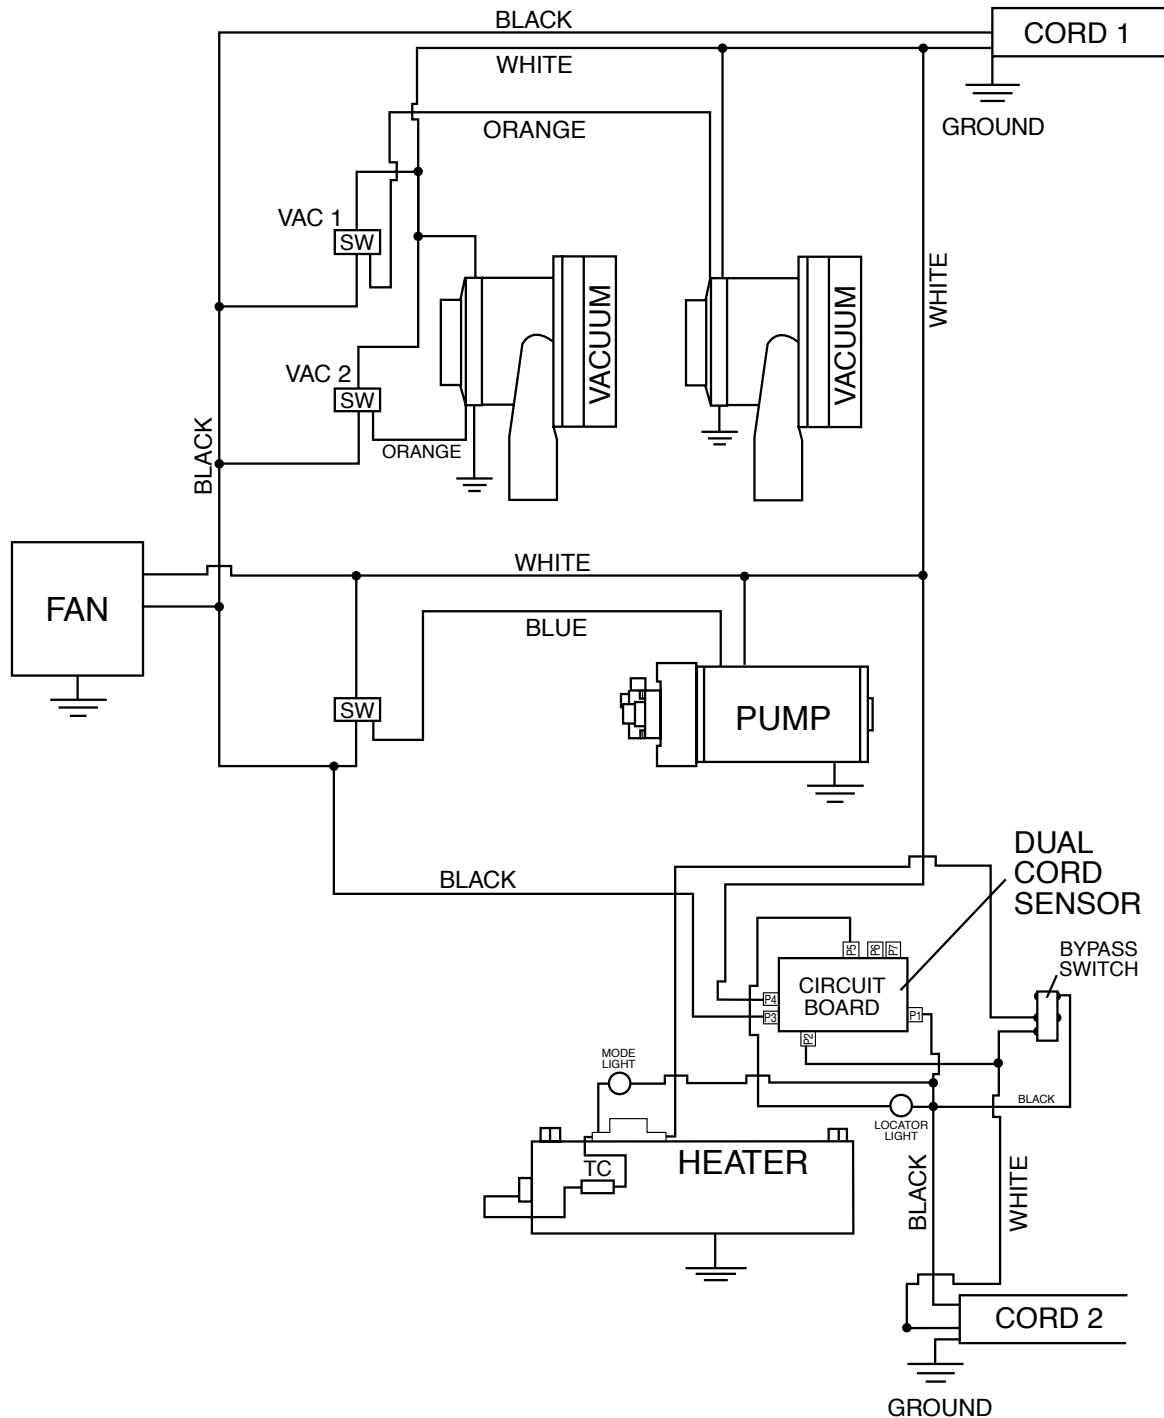 BLACK
CORD 1
WHITE
GROUND
ORANGE
VAC 1
SW
WHITE
VACUUM
VACUUM
VAC 2
SW
BLACK
ORANGE
WHITE
FAN
BLUE
SW
PUMP
DUAL
CORD
SENSOR
BLACK
BYPASS
SWITCH
P5
P6
P7
CIRCUIT
BOARD
P4
P3
P1
P2
MODE
LIGHT
BLACK
LOCATOR
LIGHT
HEATER
TC
BLACK
WHITE
CORD 2
GROUND